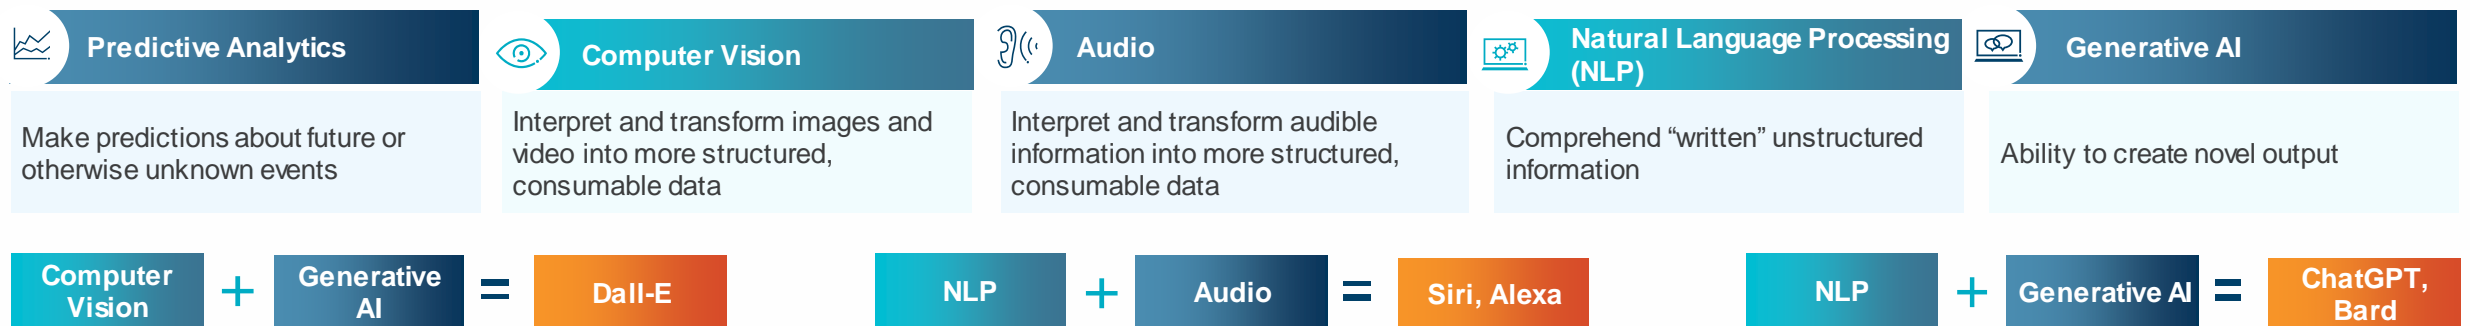 Predictive Analytics
Computer Vision
Audio
Natural Language Processing
(NLP)
Generative AI
Make predictions about future or
otherwise unknown events
Interpret and transform images and
video into more structured,
consumable data
Interpret and transform audible
information into more structured,
consumable data
Comprehend “written” unstructured
information
Ability to create novel output
Computer
Vision
+
Generative
AI
=
Dall-E
NLP
+
Audio
=
Siri, Alexa
NLP
+
Generative AI
=
ChatGPT,
Bard